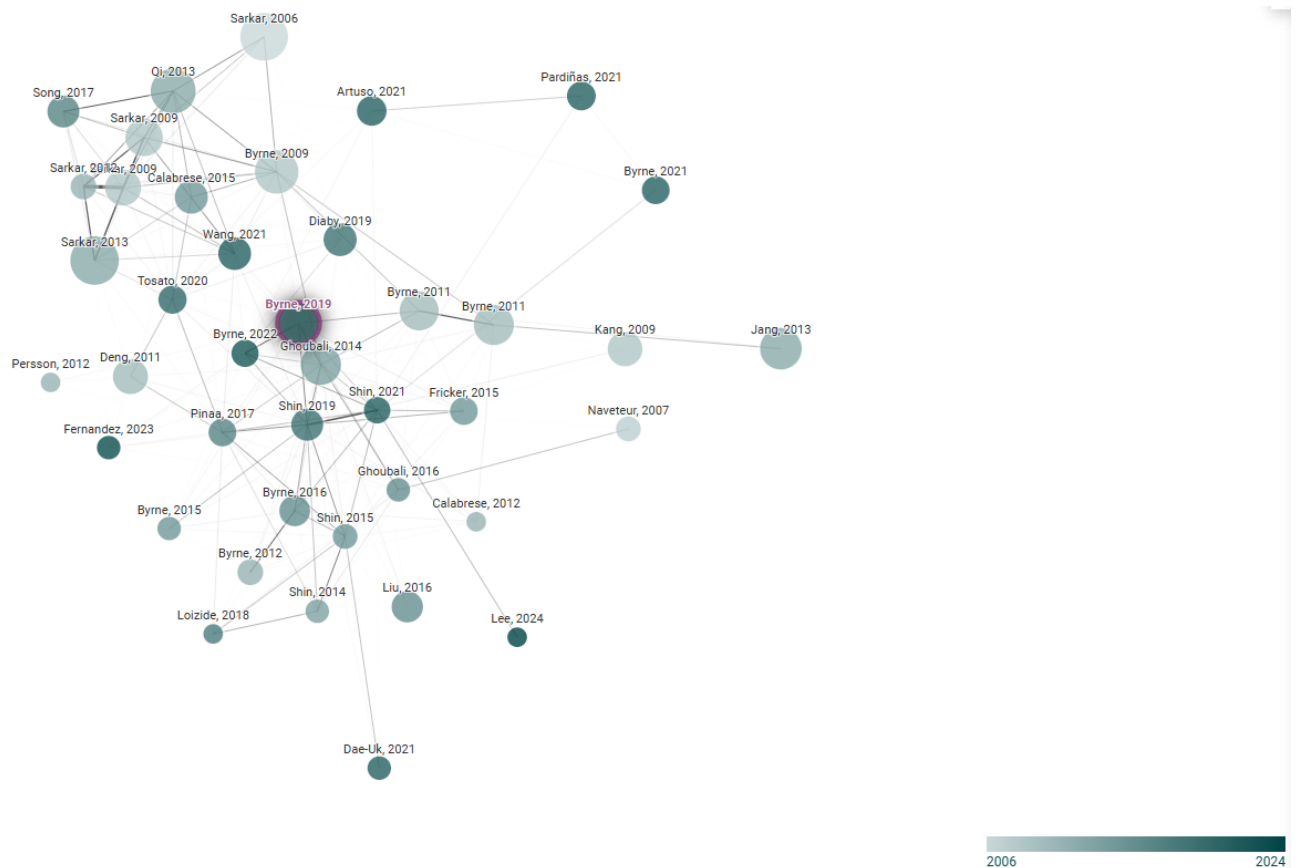 Sarkar, 2006
Qi, 2013
Pardiñas, 2021
Song, 2017
Artuso, 2021
Sarkar, 2009
Byrne, 2009
Sarkar, 2012
Sarkar, 2009
Calabrese, 2015
Byrne, 2021
Diaby, 2019
Wang, 2021
Sarkar, 2013
Tosato, 2020
Byrne, 2011
Byrne, 2019
Byrne, 2011
Byrne, 2022
Kang, 2009
Jang, 2013
Ghoubali, 2014
Deng, 2011
Persson, 2012
Shin, 2021
Fricker, 2015
Shin, 2019
Pinaa, 2017
Naveteur, 2007
Fernandez, 2023
Ghoubali, 2016
Byrne, 2016
Calabrese, 2012
Byrne, 2015
Shin, 2015
Byrne, 2012
Liu, 2016
Shin, 2014
Loizide, 2018
Lee, 2024
Dae-Uk, 2021
2006
2024